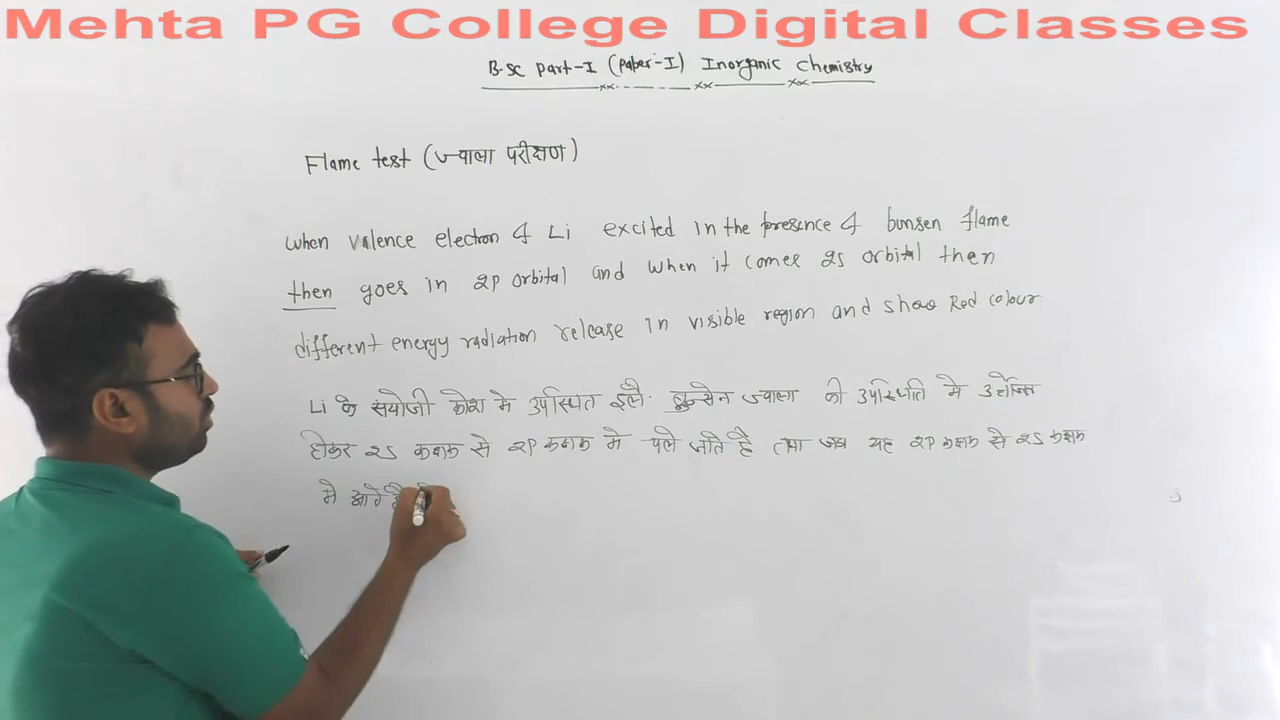 Mehta PG College Digital Classes
B.SC Part-I (Paper-I) Inorganic Chemistry
Flame test (ज्वाला परीक्षण)
When Valence electron of Li excited in the presence of bunsen flame
then goes in 2P orbital and when it comes 2S orbital then
different energy radiation release in visible region and show Red colour
Li के संयोजी कोश मे उपस्थित इलै. बुन्सेन ज्वाला की उपस्थिति मे उत्तेजित
होकर 2S कक्षक से 2P कक्षक मे चले जाते है तथा जब यह 2P कक्षक से 2S कक्षक
मे आते है